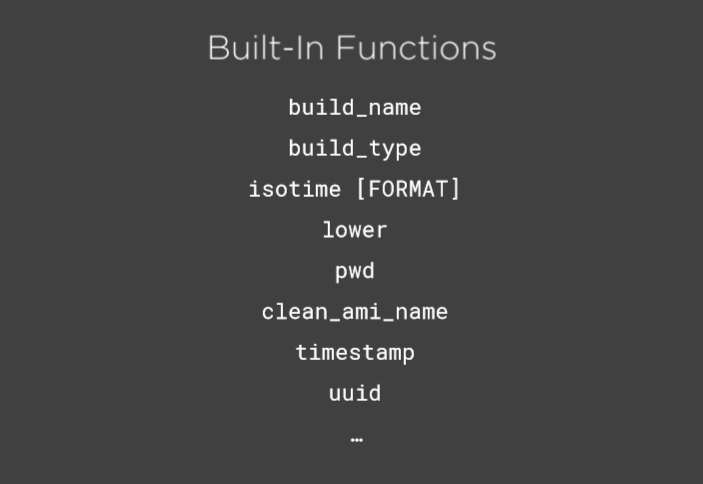 Built-In Functions
build_name
build_type
isotime [FORMAT]
lower
pwd
clean_ami_name
timestamp
uuid
…